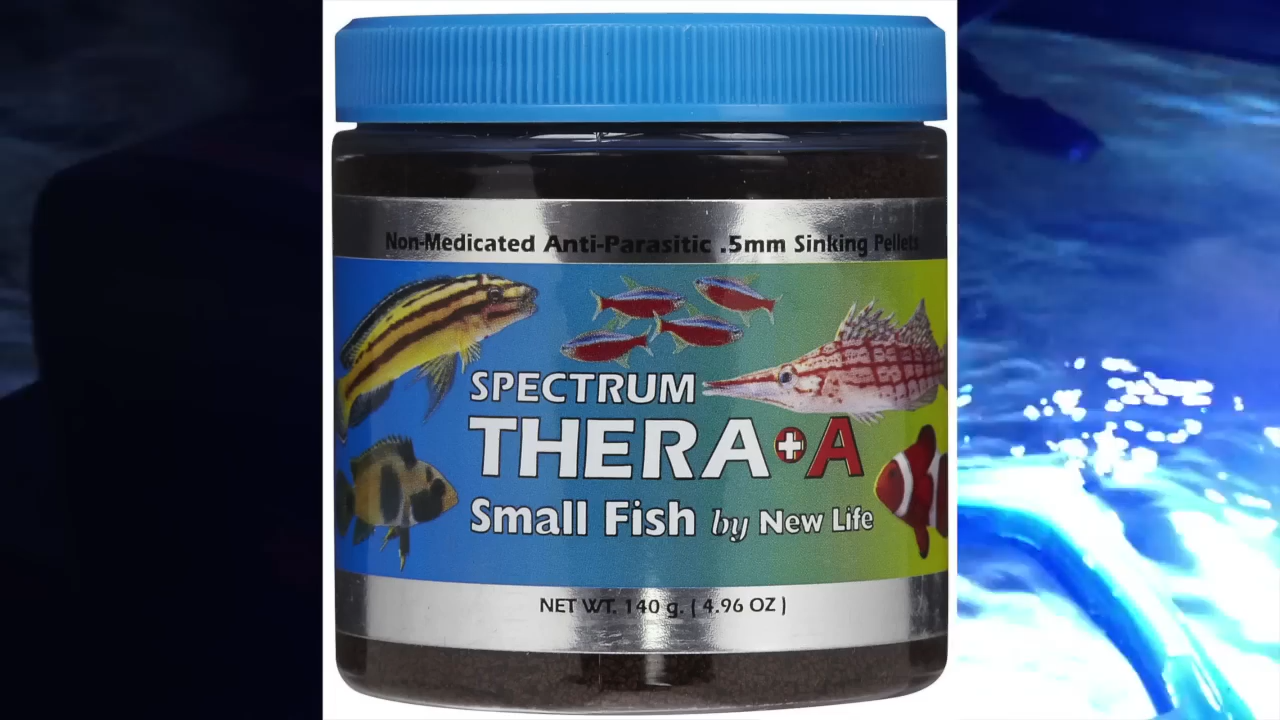 Non-Medicated Anti-Parasitic .5mm Sinking Pellets
SPECTRUM
THERA+A
Small Fish by New Life
NET WT. 140 g. ( 4.96 OZ )